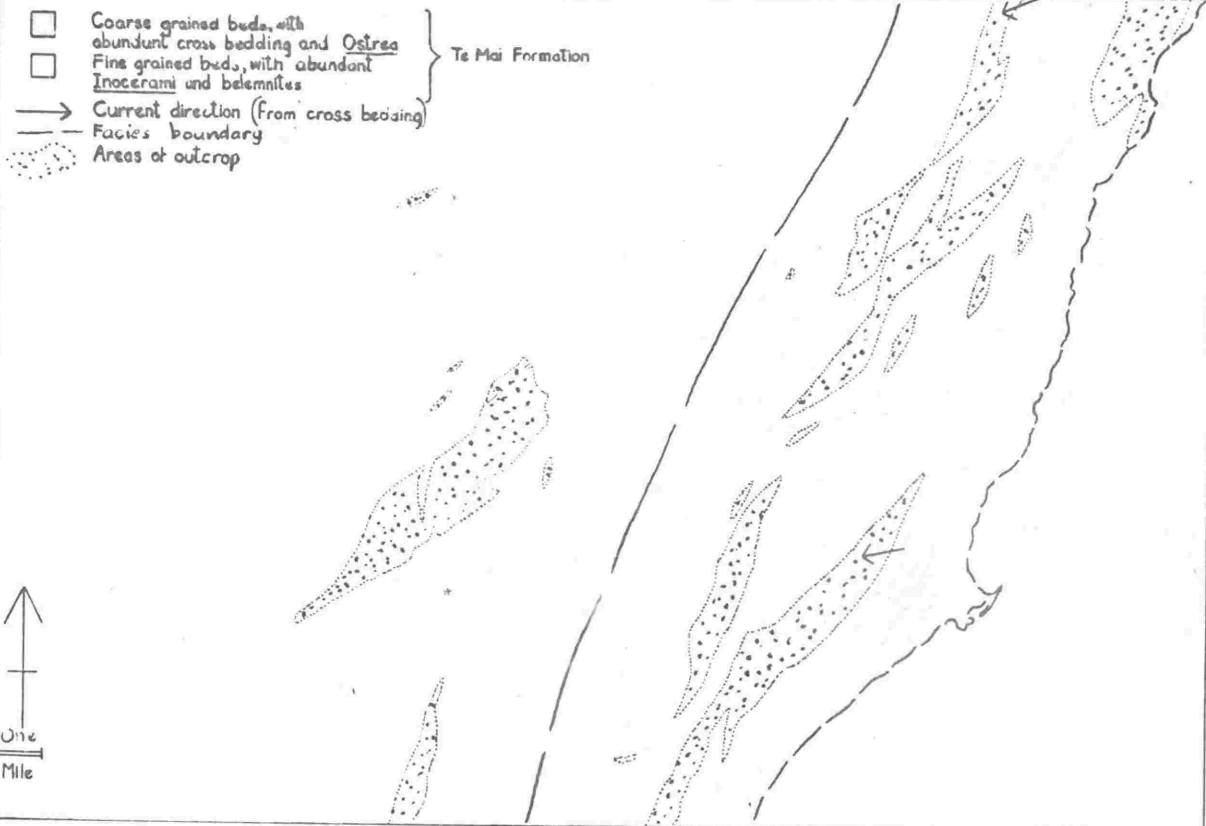 Coarse grained beds, with
abundant cross bedding and Ostrea
Fine grained beds, with abundant
Inocerami and belemnites
Te Mai Formation
Current direction (from cross bedding)
Facies boundary
Areas of outcrop
One
Mile